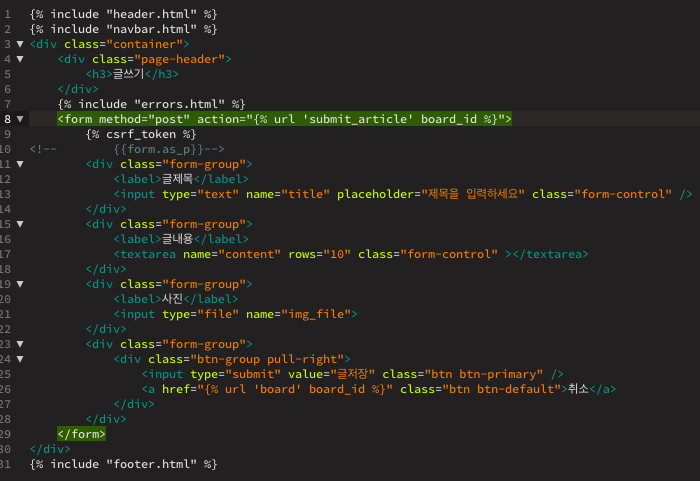 1 {% include "header.html" %}
2 {% include "navbar.html" %}
3 ▼ <div class="container">
4 ▼ <div class="page-header">
5 <h3>글쓰기</h3>
6 </div>
7 {% include "errors.html" %}
8 ▼ <form method="post" action="{% url 'submit_article' board_id %}">
9 {% csrf_token %}
10 <!-- {{form.as_p}}-->
11 ▼ <div class="form-group">
12 <label>글제목</label>
13 <input type="text" name="title" placeholder="제목을 입력하세요" class="form-control" />
14 </div>
15 ▼ <div class="form-group">
16 <label>글내용</label>
17 <textarea name="content" rows="10" class="form-control" ></textarea>
18 </div>
19 ▼ <div class="form-group">
20 <label>사진</label>
21 <input type="file" name="img_file">
22 </div>
23 ▼ <div class="form-group">
24 ▼ <div class="btn-group pull-right">
25 <input type="submit" value="글저장" class="btn btn-primary" />
26 <a href="{% url 'board' board_id %}" class="btn btn-default">취소</a>
27 </div>
28 </div>
29 </form>
30 </div>
31 {% include "footer.html" %}